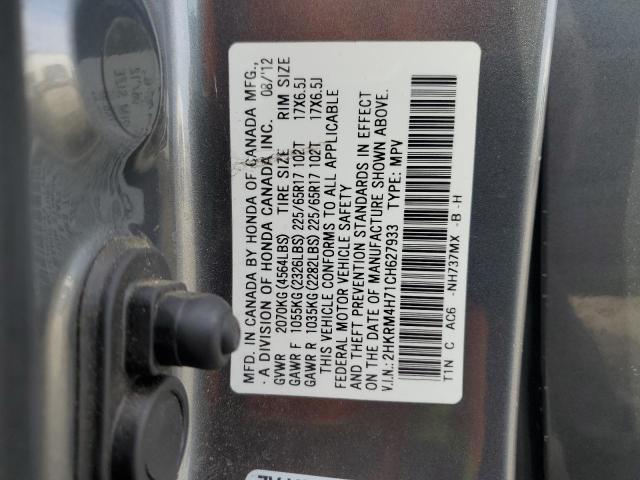 MFD. IN CANADA BY HONDA OF CANADA MFG.,
A DIVISION OF HONDA CANADA INC. 08/'12
GVWR 2070KG(4564LBS) TIRE SIZE RIM SIZE
GAWR F 1055KG(2326LBS) 225/65R17 102T 17X6.5J
GAWR R 1035KG(2282LBS) 225/65R17 102T 17X6.5J
THIS VEHICLE CONFORMS TO ALL APPLICABLE
FEDERAL MOTOR VEHICLE SAFETY
AND THEFT PREVENTION STANDARDS IN EFFECT
ON THE DATE OF MANUFACTURE SHOWN ABOVE.
V.I.N.: 2HKRM4H71CH627933 TYPE: MPV
T1N C AC6 -NH737MX -B -H